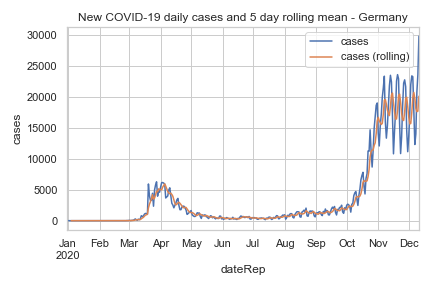 New COVID-19 daily cases and 5 day rolling mean - Germany
cases
cases (rolling)
30000
25000
20000
15000
10000
5000
0
cases
Jan Feb Mar Apr May Jun Jul Aug Sep Oct Nov Dec
2020
dateRep